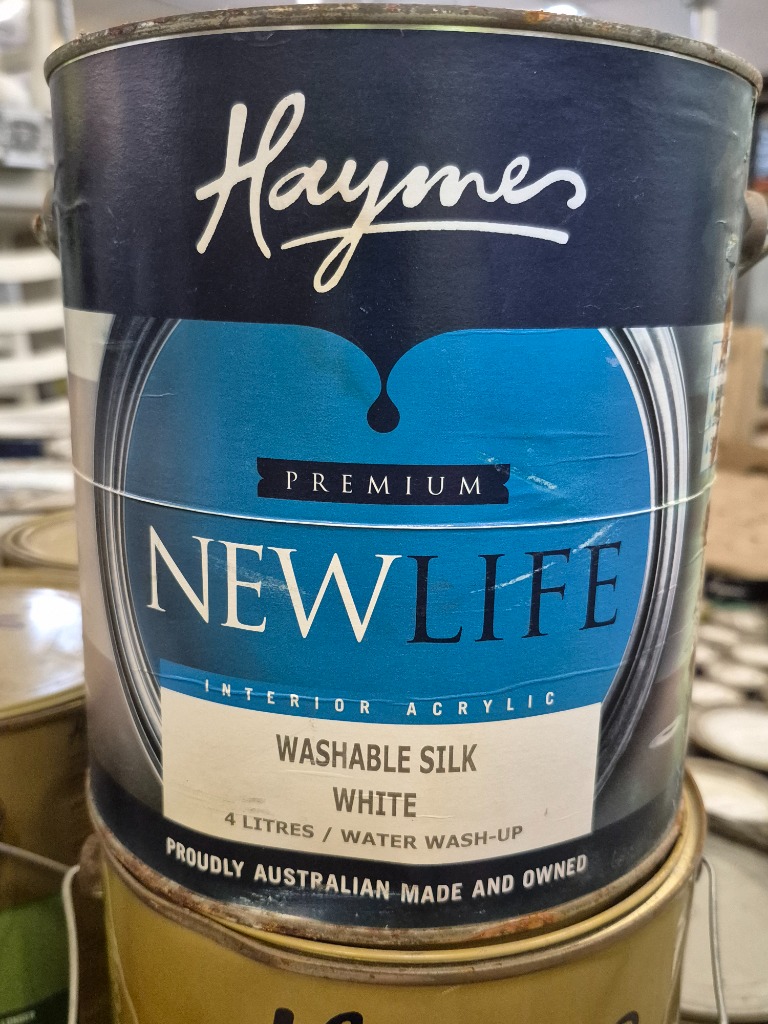 Haymes
PREMIUM
NEWLIFE
INTERIOR ACRYLIC
WASHABLE SILK
WHITE
4 LITRES / WATER WASH-UP
PROUDLY AUSTRALIAN MADE AND OWNED